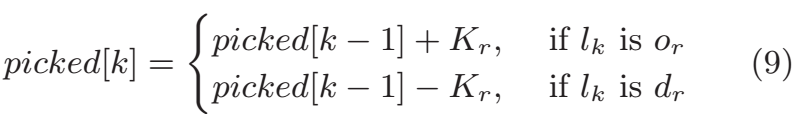 picked[k] = { picked[k − 1] + K_r, if l_k is o_r
picked[k − 1] − K_r, if l_k is d_r (9)